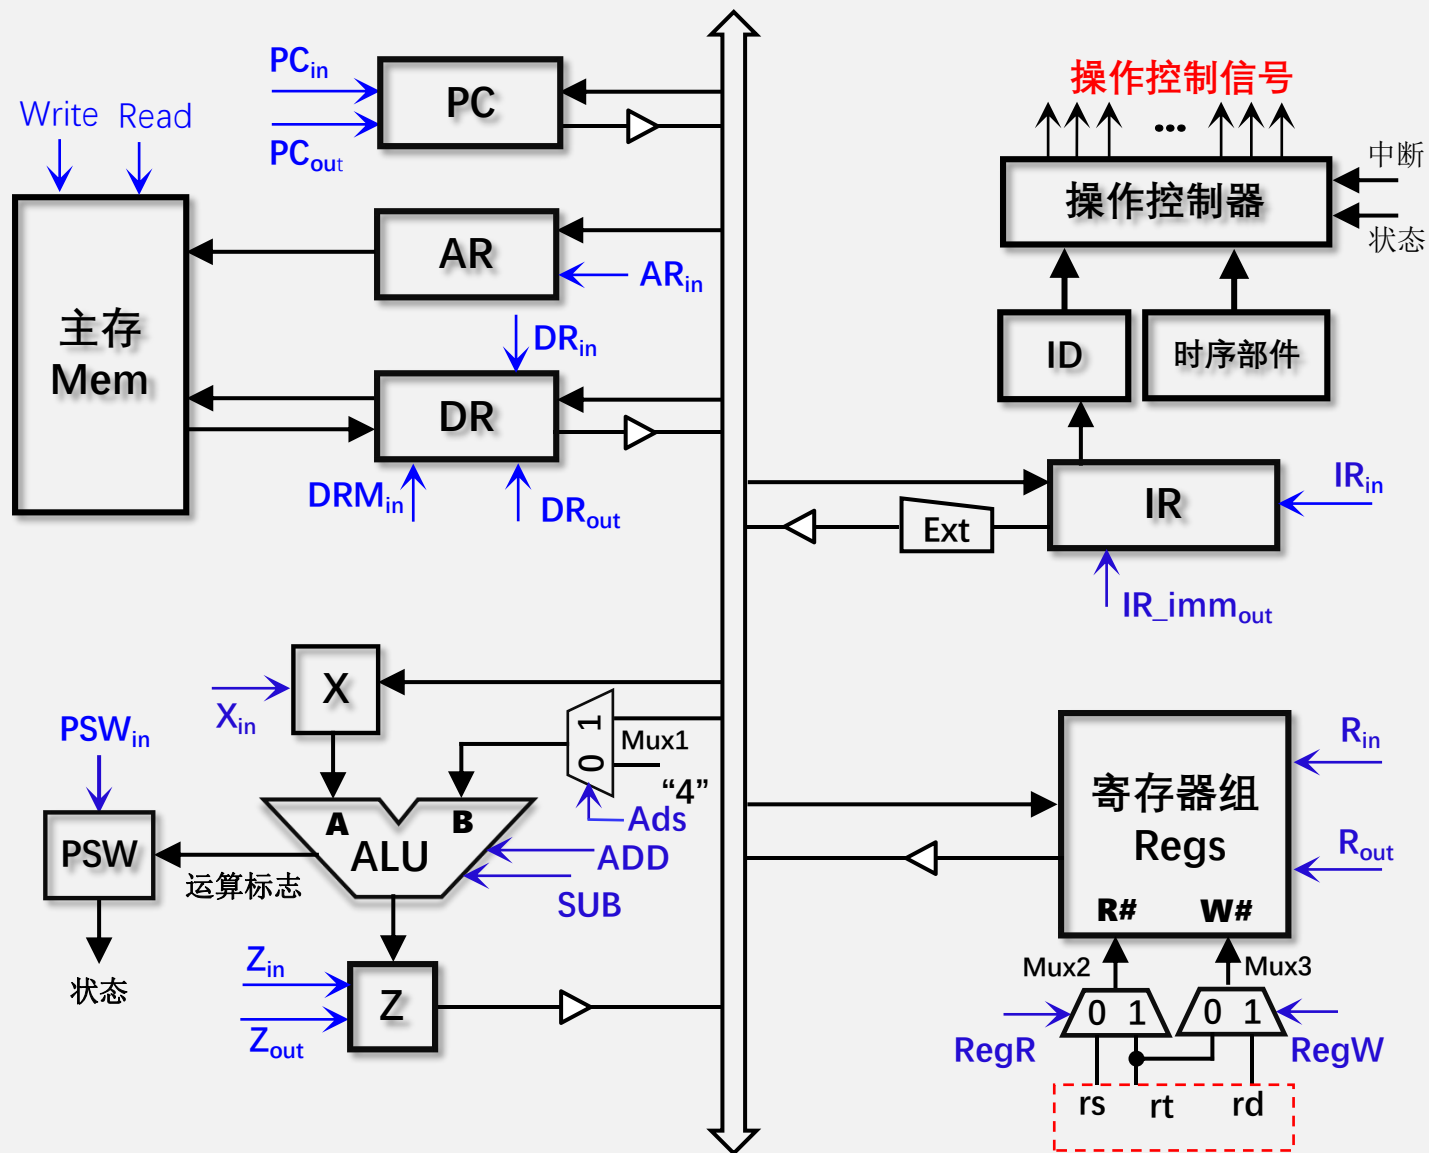 PCin
PC
PCout
Write
Read
操作控制信号
•••
中断
操作控制器
状态
主存
Mem
AR
ARin
DRin
DR
DRMin
DRout
ID
时序部件
IR
IRin
Ext
IR_immout
X
Xin
PSWin
PSW
运算标志
状态
1
0
Mux1
“4”
Ads
A
B
ALU
ADD
SUB
Zin
Z
Zout
寄存器组
Regs
Rin
Rout
R#
W#
Mux2
Mux3
0 1
0 1
RegR
RegW
rs
rt
rd